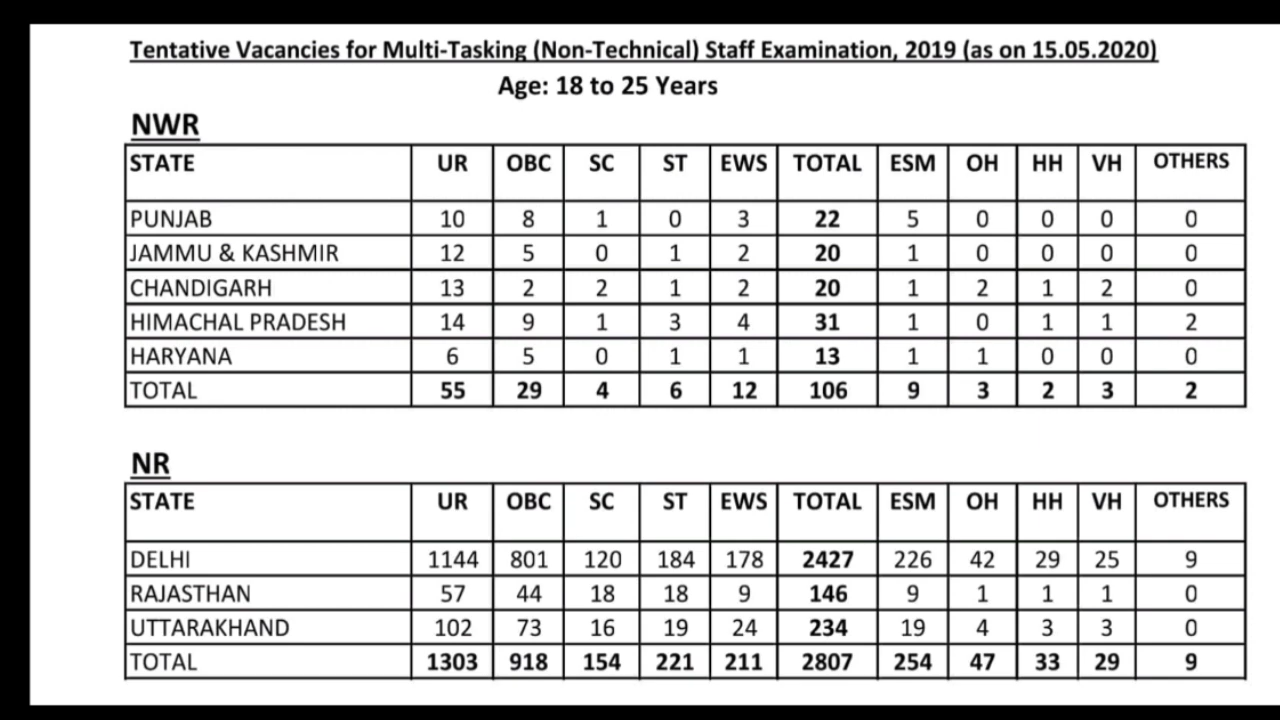 Tentative Vacancies for Multi-Tasking (Non-Technical) Staff Examination, 2019 (as on 15.05.2020)
Age: 18 to 25 Years
NWR
STATE UR OBC SC ST EWS TOTAL ESM OH HH VH OTHERS
PUNJAB 10 8 1 0 3 22 5 0 0 0 0
JAMMU & KASHMIR 12 5 0 1 2 20 1 0 0 0 0
CHANDIGARH 13 2 2 1 2 20 1 2 1 2 0
HIMACHAL PRADESH 14 9 1 3 4 31 1 0 1 1 2
HARYANA 6 5 0 1 1 13 1 1 0 0 0
TOTAL 55 29 4 6 12 106 9 3 2 3 2
NR
STATE UR OBC SC ST EWS TOTAL ESM OH HH VH OTHERS
DELHI 1144 801 120 184 178 2427 226 42 29 25 9
RAJASTHAN 57 44 18 18 9 146 9 1 1 1 0
UTTARAKHAND 102 73 16 19 24 234 19 4 3 3 0
TOTAL 1303 918 154 221 211 2807 254 47 33 29 9